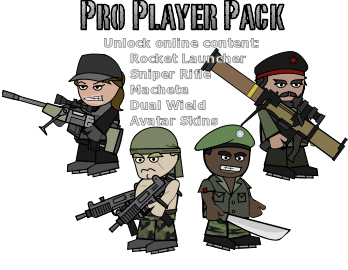 Pro Player Pack
Unlock online content:
Rocket Launcher
Sniper Rifle
Machete
Dual Wield
Avatar Skins